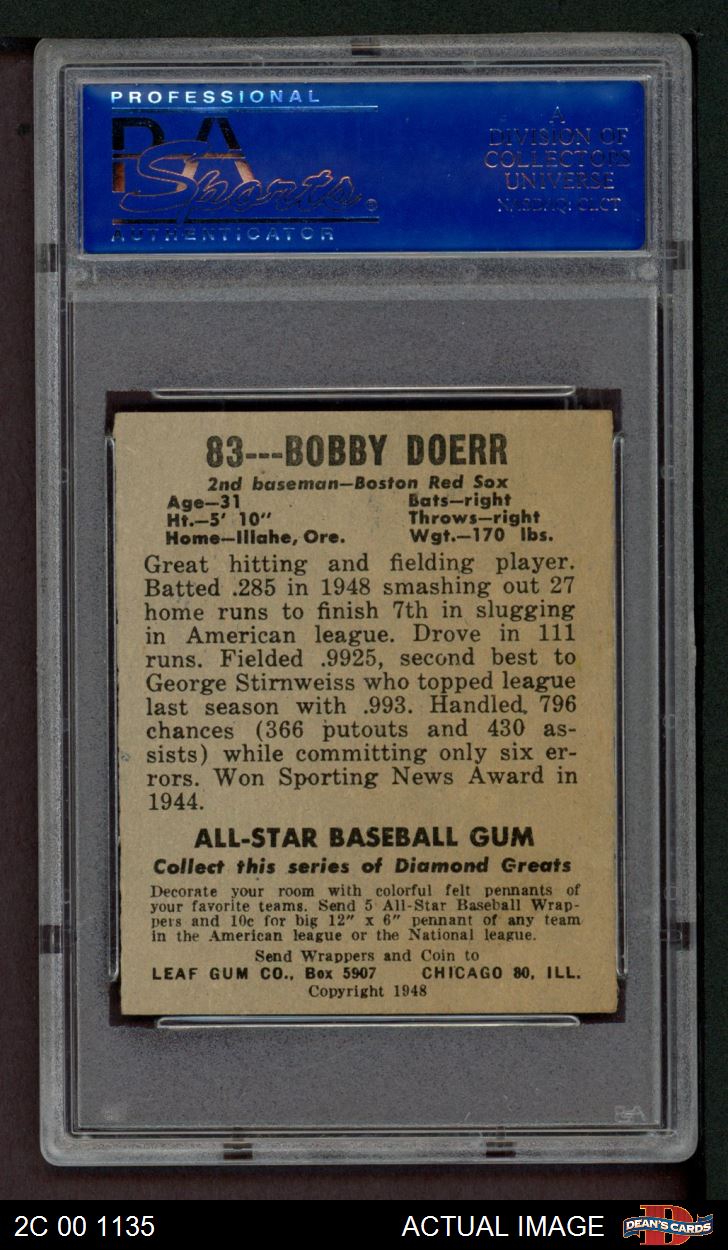 PROFESSIONAL
PSA
Sports ®
AUTHENTICATOR
A
DIVISION OF
COLLECTORS
UNIVERSE
NASDAQ: CLCT
83---BOBBY DOERR
2nd baseman—Boston Red Sox
Age—31 Bats—right
Ht.—5' 10" Throws—right
Home—Illahe, Ore. Wgt.—170 lbs.
Great hitting and fielding player.
Batted .285 in 1948 smashing out 27
home runs to finish 7th in slugging
in American league. Drove in 111
runs. Fielded .9925, second best to
George Stirnweiss who topped league
last season with .993. Handled, 796
chances (366 putouts and 430 as-
sists) while committing only six er-
rors. Won Sporting News Award in
1944.
ALL-STAR BASEBALL GUM
Collect this series of Diamond Greats
Decorate your room with colorful felt pennants of
your favorite teams. Send 5 All-Star Baseball Wrap-
pers and 10c for big 12" x 6" pennant of any team
in the American league or the National league.
Send Wrappers and Coin to
LEAF GUM CO., Box 5907 CHICAGO 80, ILL.
Copyright 1948
PSA
2C 00 1135
ACTUAL IMAGE
DEAN'S CARDS